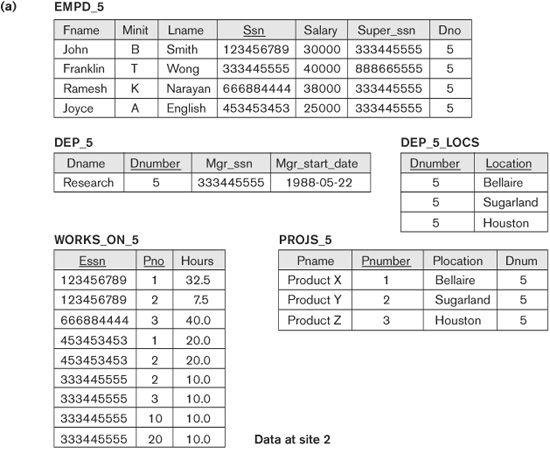 (a)
EMPD_5
Fname Minit Lname Ssn Salary Super_ssn Dno
John B Smith 123456789 30000 333445555 5
Franklin T Wong 333445555 40000 888665555 5
Ramesh K Narayan 666884444 38000 333445555 5
Joyce A English 453453453 25000 333445555 5
DEP_5
Dname Dnumber Mgr_ssn Mgr_start_date
Research 5 333445555 1988-05-22
DEP_5_LOCS
Dnumber Location
5 Bellaire
5 Sugarland
5 Houston
WORKS_ON_5
Essn Pno Hours
123456789 1 32.5
123456789 2 7.5
666884444 3 40.0
453453453 1 20.0
453453453 2 20.0
333445555 2 10.0
333445555 3 10.0
333445555 10 10.0
333445555 20 10.0
PROJS_5
Pname Pnumber Plocation Dnum
Product X 1 Bellaire 5
Product Y 2 Sugarland 5
Product Z 3 Houston 5
Data at site 2